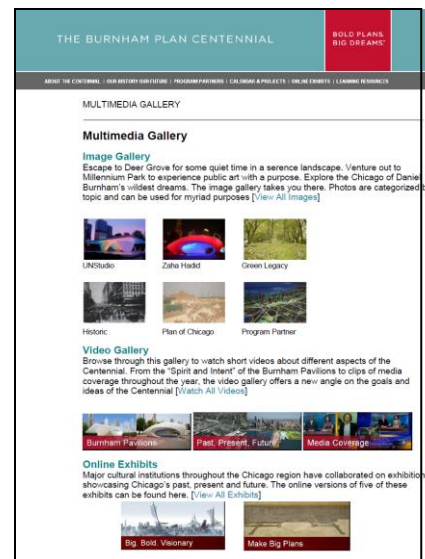 THE BURNHAM PLAN CENTENNIAL
BOLD PLANS
BIG DREAMS
ABOUT THE CENTENNIAL | OUR HISTORY OUR FUTURE | PROGRAM PARTNERS | CALENDAR & PROJECTS | ONLINE EXHIBITS | LEARNING RESOURCES
MULTIMEDIA GALLERY
Multimedia Gallery
Image Gallery
Escape to Deer Grove for some quiet time in a serence landscape. Venture out to
Millennium Park to experience public art with a purpose. Explore the Chicago of Daniel
Burnham's wildest dreams. The image gallery takes you there. Photos are categorized b
topic and can be used for myriad purposes [View All Images]
UNStudio
Zaha Hadid
Green Legacy
Historic
Plan of Chicago
Program Partner
Video Gallery
Browse through this gallery to watch short videos about different aspects of the
Centennial. From the "Spirit and Intent" of the Burnham Pavilions to clips of media
coverage throughout the year, the video gallery offers a new angle on the goals and
ideas of the Centennial [Watch All Videos]
Burnham Pavilions
Past, Present, Future
Media Coverage
Online Exhibits
Major cultural institutions throughout the Chicago region have collaborated on exhibition
showcasing Chicago's past, present and future. The online versions of five of these
exhibits can be found here. [View All Exhibits]
Big. Bold. Visionary
Make Big Plans